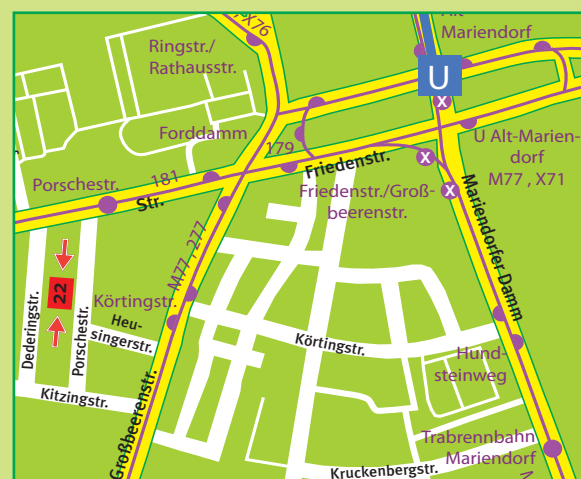 X76
Alt-
Mariendorf
Ringstr./
Rathausstr.
U
X
Forddamm
179
Friedenstr.
X
U Alt-Marien-
dorf
M77 , X71
Porschestr.
181
Str.
Friedenstr./Groß-
beerenstr.
X
Mariendorfer Damm
M77 , 277
22
Dederingstr.
Porschestr.
Körtingstr.
Heu-
singerstr.
Körtingstr.
Hund-
steinweg
Kitzingstr.
Großbeerenstr.
Trabrennbahn
Mariendorf
Kruckenbergstr.